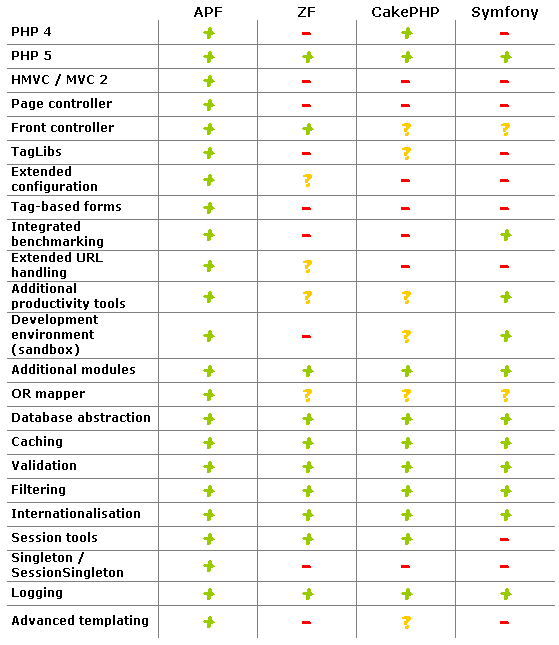 APF ZF CakePHP Symfony
PHP 4 + - + -
PHP 5 + + + +
HMVC / MVC 2 + - - -
Page controller + - - -
Front controller + + ? ?
TagLibs + - ? -
Extended
configuration + ? - -
Tag-based forms + - - -
Integrated
benchmarking + - - +
Extended URL
handling + ? - -
Additional
productivity tools + ? ? +
Development
environment
(sandbox) + - ? +
Additional modules + + + +
OR mapper + ? ? ?
Database abstraction + + + +
Caching + + + +
Validation + + + +
Filtering + + + +
Internationalisation + + + +
Session tools + + + -
Singleton /
SessionSingleton + - - -
Logging + + + +
Advanced templating + - ? -